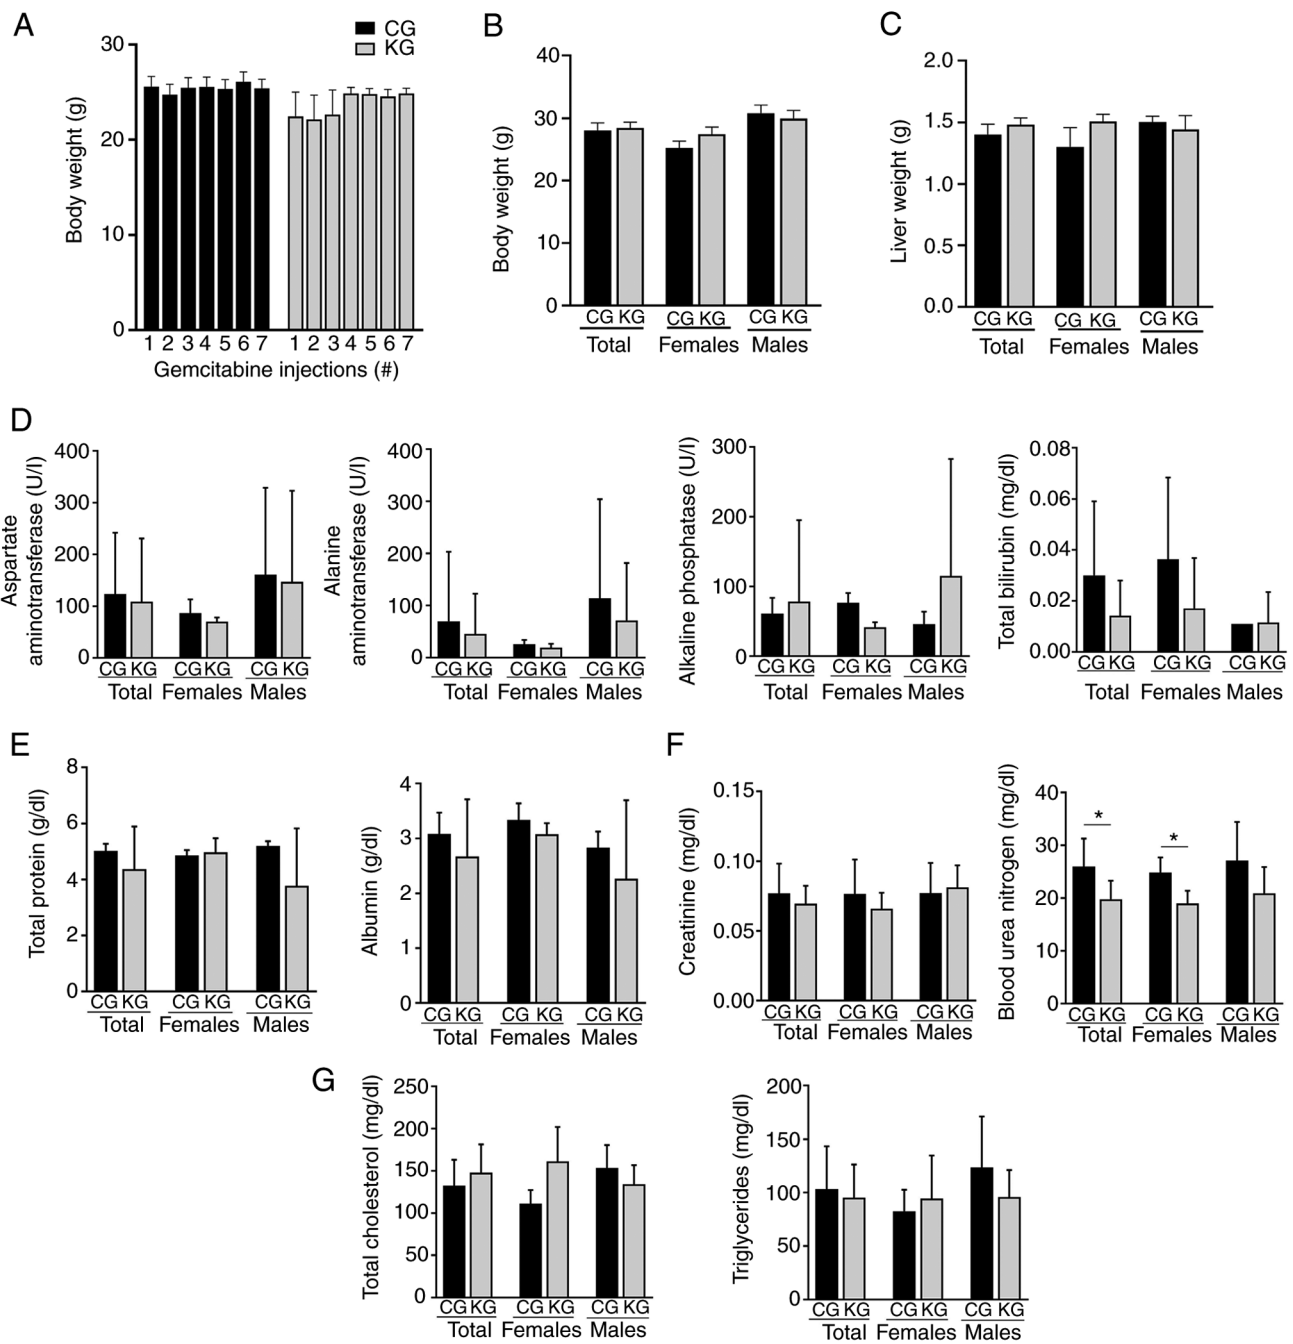 A
CG
KG
Body weight (g)
30
20
10
0
1 2 3 4 5 6 7 1 2 3 4 5 6 7
Gemcitabine injections (#)
B
Body weight (g)
40
30
20
10
0
CG KG CG KG CG KG
Total Females Males
C
Liver weight (g)
2.0
1.5
1.0
0.5
0.0
CG KG CG KG CG KG
Total Females Males
D
Aspartate
aminotransferase (U/l)
400
300
200
100
0
CG KG CG KG CG KG
Total Females Males
Alanine
aminotransferase (U/l)
400
300
200
100
0
CG KG CG KG CG KG
Total Females Males
Alkaline phosphatase (U/l)
300
200
100
0
CG KG CG KG CG KG
Total Females Males
Total bilirubin (mg/dl)
0.08
0.06
0.04
0.02
0.00
CG KG CG KG CG KG
Total Females Males
E
Total protein (g/dl)
8
6
4
2
0
CG KG CG KG CG KG
Total Females Males
Albumin (g/dl)
4
3
2
1
0
CG KG CG KG CG KG
Total Females Males
F
Creatinine (mg/dl)
0.15
0.10
0.05
0.00
CG KG CG KG CG KG
Total Females Males
Blood urea nitrogen (mg/dl)
40
30
20
10
0
*
*
CG KG CG KG CG KG
Total Females Males
G
Total cholesterol (mg/dl)
250
200
150
100
50
0
CG KG CG KG CG KG
Total Females Males
Triglycerides (mg/dl)
200
150
100
50
0
CG KG CG KG CG KG
Total Females Males